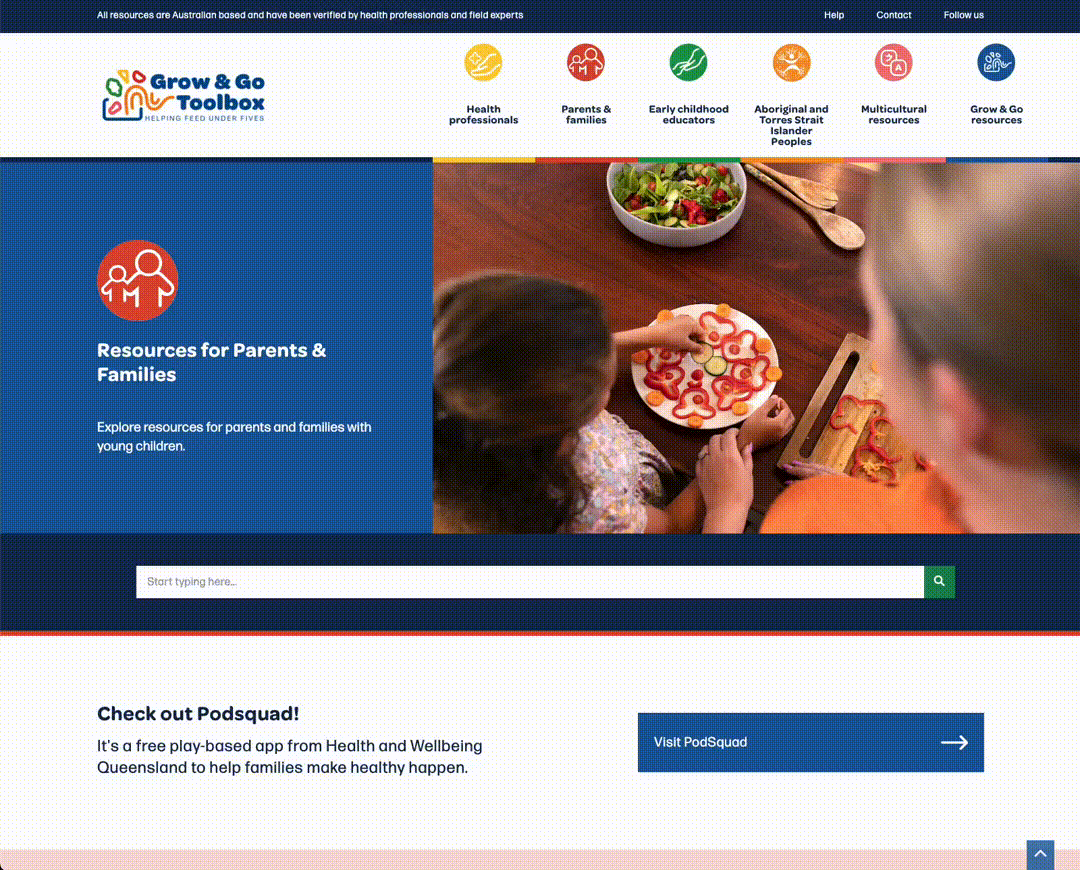 All resources are Australian based and have been verified by health professionals and field experts
Help
Contact
Follow us
Grow & Go
Toolbox
HELPING FEED UNDER FIVES
Health
professionals
Parents &
families
Early childhood
educators
Aboriginal and
Torres Strait
Islander
Peoples
Multicultural
resources
Grow & Go
resources
Resources for Parents &
Families
Explore resources for parents and families with
young children.
Start typing here...
Check out Podsquad!
It's a free play-based app from Health and Wellbeing
Queensland to help families make healthy happen.
Visit PodSquad